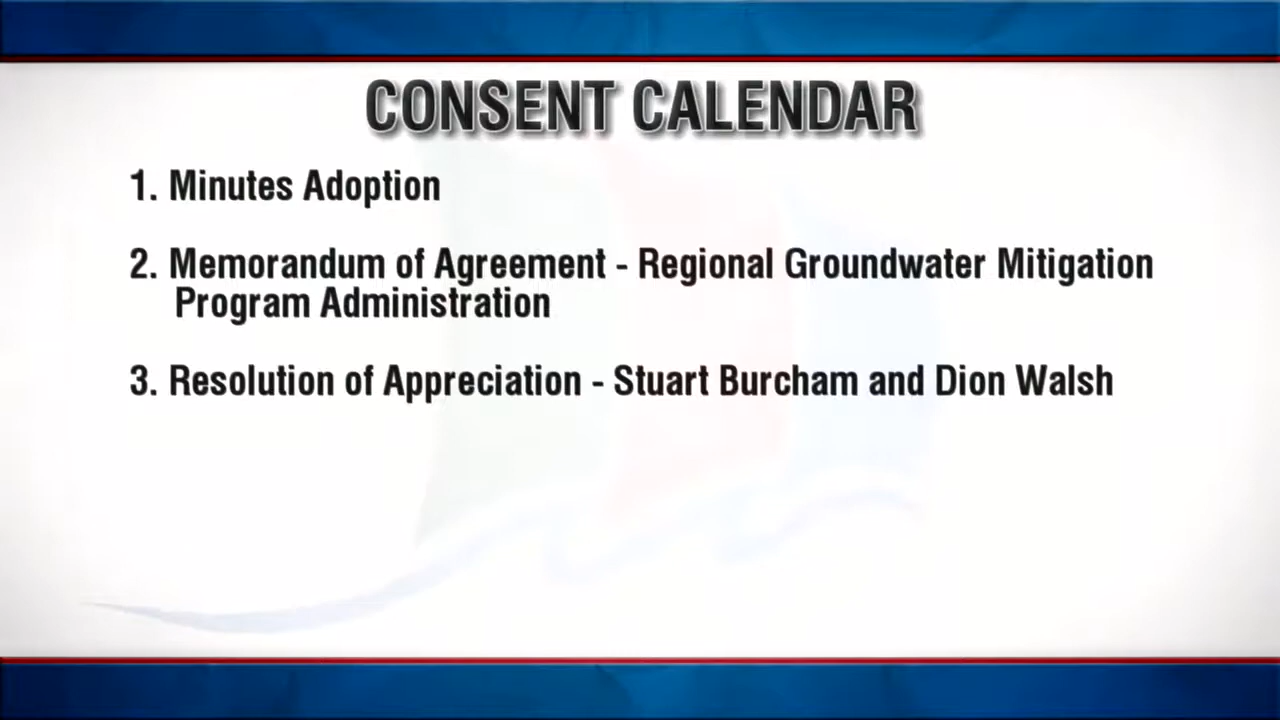 CONSENT CALENDAR
1. Minutes Adoption
2. Memorandum of Agreement - Regional Groundwater Mitigation
Program Administration
3. Resolution of Appreciation - Stuart Burcham and Dion Walsh